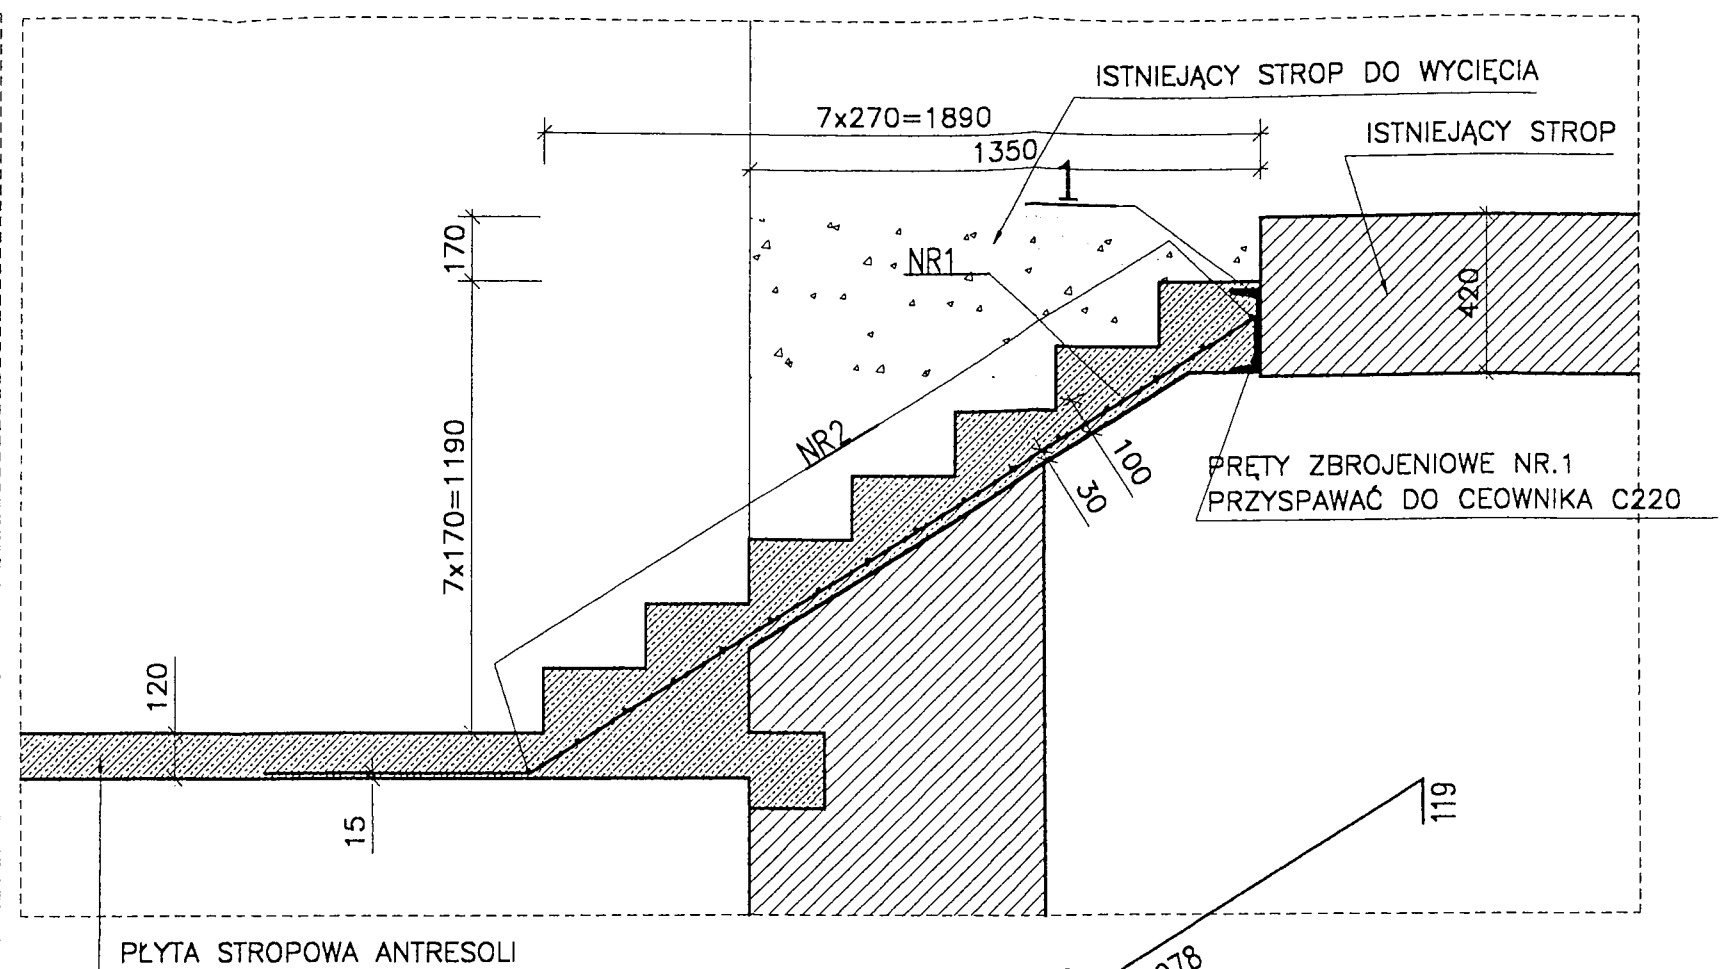 ISTNIEJĄCY STROP DO WYCIĘCIA
7x270=1890
ISTNIEJĄCY STROP
1350
1
170
NR1
420
NR2
100
30
7x170=1190
PRĘTY ZBROJENIOWE NR.1
PRZYSPAWAĆ DO CEOWNIKA C220
120
15
119
PŁYTA STROPOWA ANTRESOLI